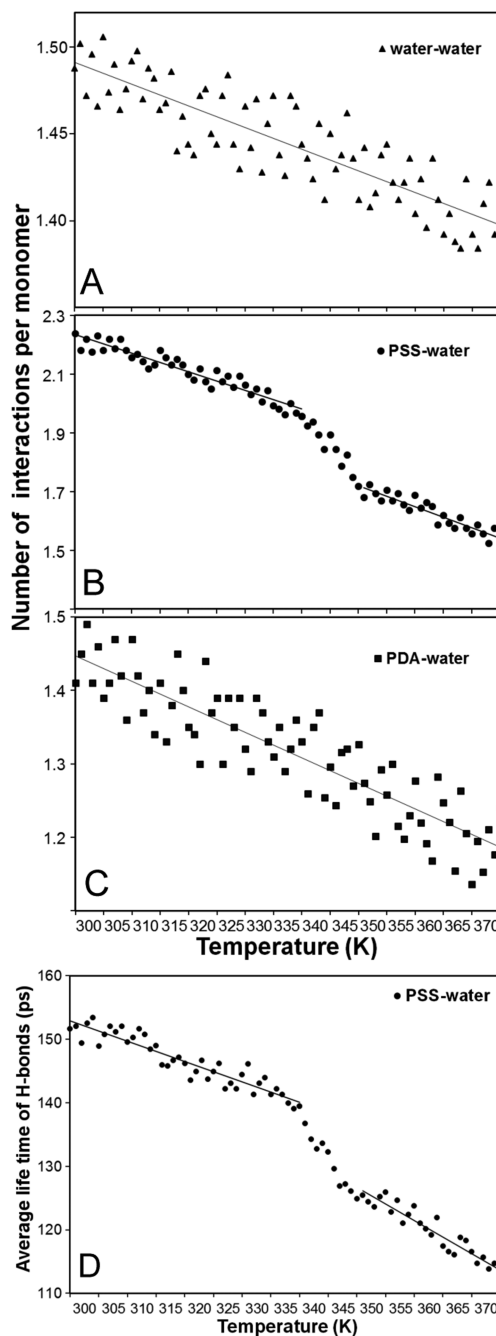 Number of interactions per monomer
1.50
1.45
1.40
water-water
A
2.3
2.1
1.9
1.7
1.5
PSS-water
B
1.5
1.4
1.3
1.2
PDA-water
C
300 305 310 315 320 325 330 335 340 345 350 355 360 365 370
Temperature (K)
Average life time of H-bonds (ps)
160
150
140
130
120
110
PSS-water
D
300 305 310 315 320 325 330 335 340 345 350 355 360 365 370
Temperature (K)